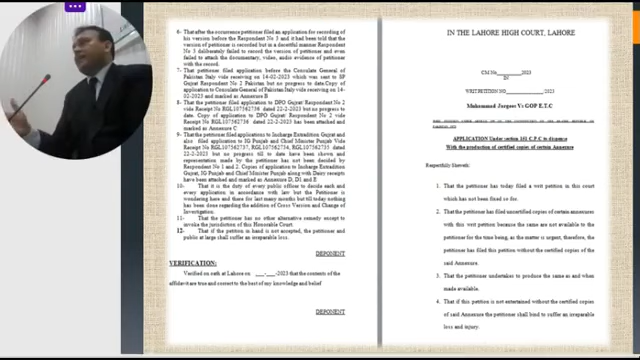 6- That after the occurrence petitioner filed an application for recording of
his version before the Respondent No 5 and it had been told that the
version of petitioner is recorded but in a deceitful manner Respondent
No 5 deliberately failed to record the version of petitioner and even
failed to attach the documentary, video, and/or evidence of petitioner
with the record.
7- That petitioner filed application before the Consulate General of
Pakistan Italy vide receiving on 14-02-2023 which was sent to SP
Gujrat Respondent No 2 Pakistan but no progress to date. Copy of
application to Consulate General of Pakistan Italy vide receiving on 14-
02-2023 and marked as Annexure B
8- That the petitioner filed application to DPO Gujrat Respondent No 2
vide Receipt No RGL107562736 dated 22-2-2023 but no progress to
date. Copy of application to DPO Gujrat Respondent No 2 vide
Receipt No RGL107562736 dated 22-2-2023 has been attached and
marked as Annexure C
9- That the petitioner filed applications to Incharge Extradition Gujrat and
also filed application to IG Punjab and Chief Minister Punjab Vide
Receipt No RGL107562737, RGL107562734, RGL107562735 dated
22-2-2023 but no progress till to date have been shown and
representation made by the petitioner has not been decided by
Respondent No 1 and 2. Copies of application to Incharge Extradition
Gujrat, IG Punjab and Chief Minister Punjab along with Dairy receipts
have been attached and marked as Annexure D, D1 and E
10- That it is the duty of every public officer to decide each and
every application in accordance with law but the Petitioner is
wondering here and there for last many months but till today nothing
has been done regarding the addition of Cross Version and Change of
Investigation.
11- That the petitioner has no other alternative remedy except to
invoke the jurisdiction of this Honorable Court.
12- That if the petition in hand is not accepted, the petitioner and
public at large shall suffer an irreparable loss.
DEPONENT
VERIFICATION:
Verified on oath at Lahore on ___-___-2023 that the contents of the
affidavit are true and correct to the best of my knowledge and belief
DEPONENT
IN THE LAHORE HIGH COURT, LAHORE
CM No__________2023
IN
WRIT PETITION NO______________/2023
Muhammad Jargees Vs GOP E.T.C
APPLICATION Under section 151 C.P.C to dispence
With the production of certified copies of certain Annexure
Respectfully Sheweth:
1. That the petitioner has today filed a writ petition in this court
which has not been fixed so far.
2. That the petitioner has filed uncertified copies of certain annexures
with this writ petition because the same are not available to the
petitioner for the time being, as the matter is urgent, therefore, the
petitioner has filed this petition without the certified copies of the
said Annexure.
3. That the petitioner undertakes to produce the same as and when
made available.
4. That if this petition is not entertained without the certified copies
of said Annexure the petitioner shall bind to suffer an irreparable
loss and injury.